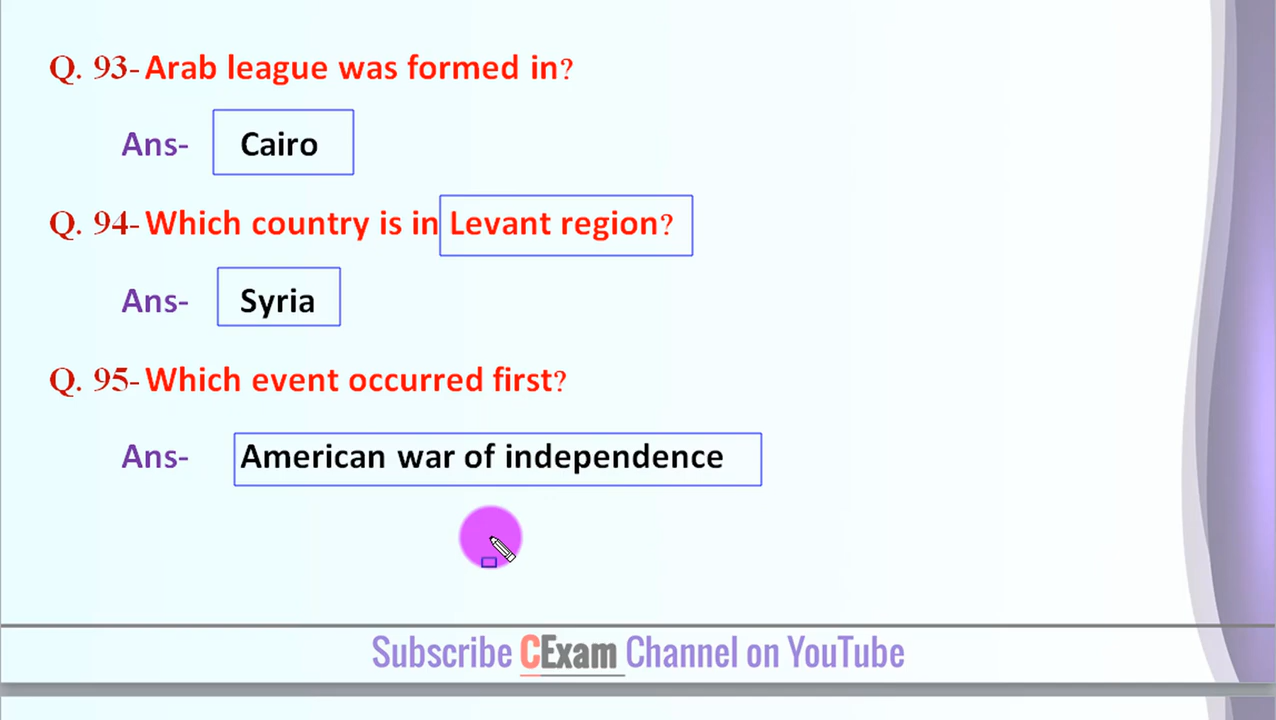 Q. 93- Arab league was formed in?
Ans- Cairo
Q. 94- Which country is in Levant region?
Ans- Syria
Q. 95- Which event occurred first?
Ans- American war of independence
Subscribe CExam Channel on YouTube